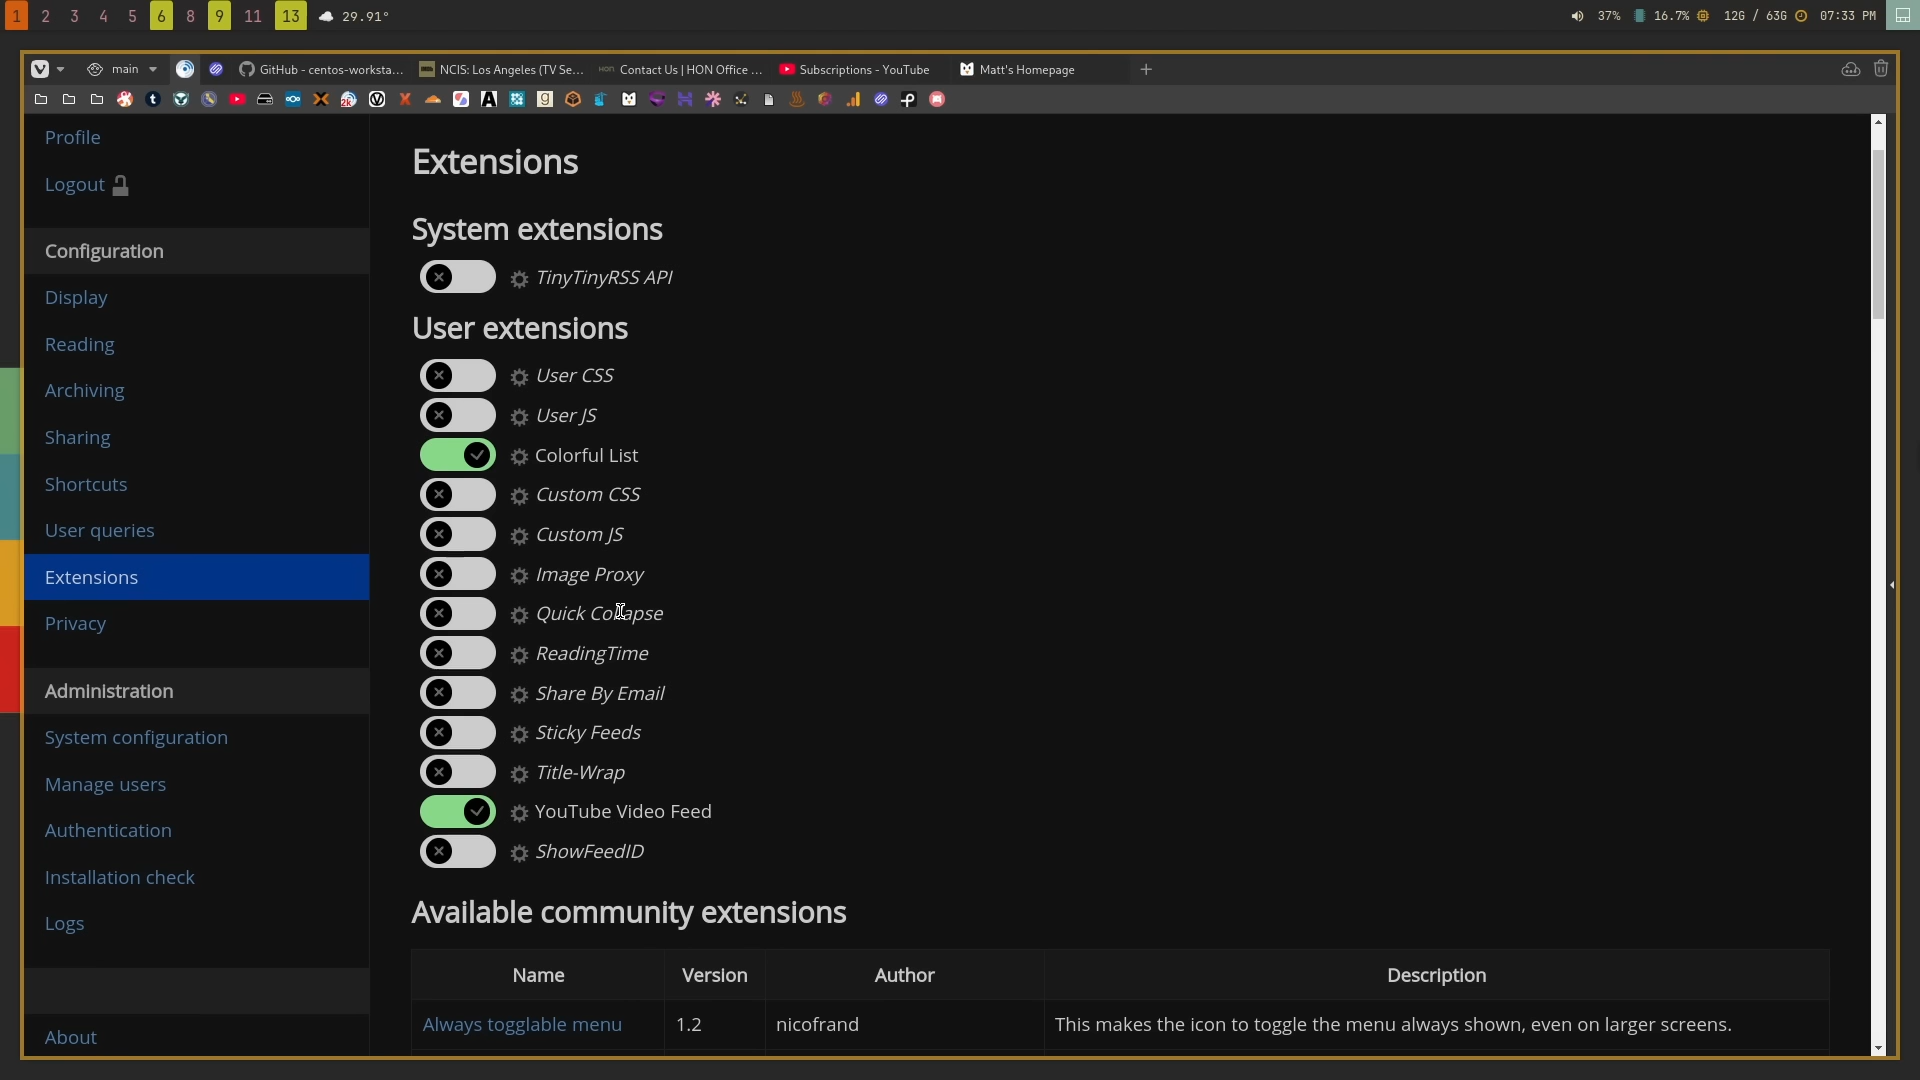 1 2 3 4 5 6 8 9 11 13 29.91° 37% 16.7% 12G / 63G 07:33 PM
main GitHub - centos-worksta... NCIS: Los Angeles (TV Se... Contact Us | HON Office ... Subscriptions - YouTube Matt's Homepage
Profile
Logout
Configuration
Display
Reading
Archiving
Sharing
Shortcuts
User queries
Extensions
Privacy
Administration
System configuration
Manage users
Authentication
Installation check
Logs
About
Extensions
System extensions
TinyTinyRSS API
User extensions
User CSS
User JS
Colorful List
Custom CSS
Custom JS
Image Proxy
Quick Collapse
ReadingTime
Share By Email
Sticky Feeds
Title-Wrap
YouTube Video Feed
ShowFeedID
Available community extensions
Name Version Author Description
Always togglable menu 1.2 nicofrand This makes the icon to toggle the menu always shown, even on larger screens.